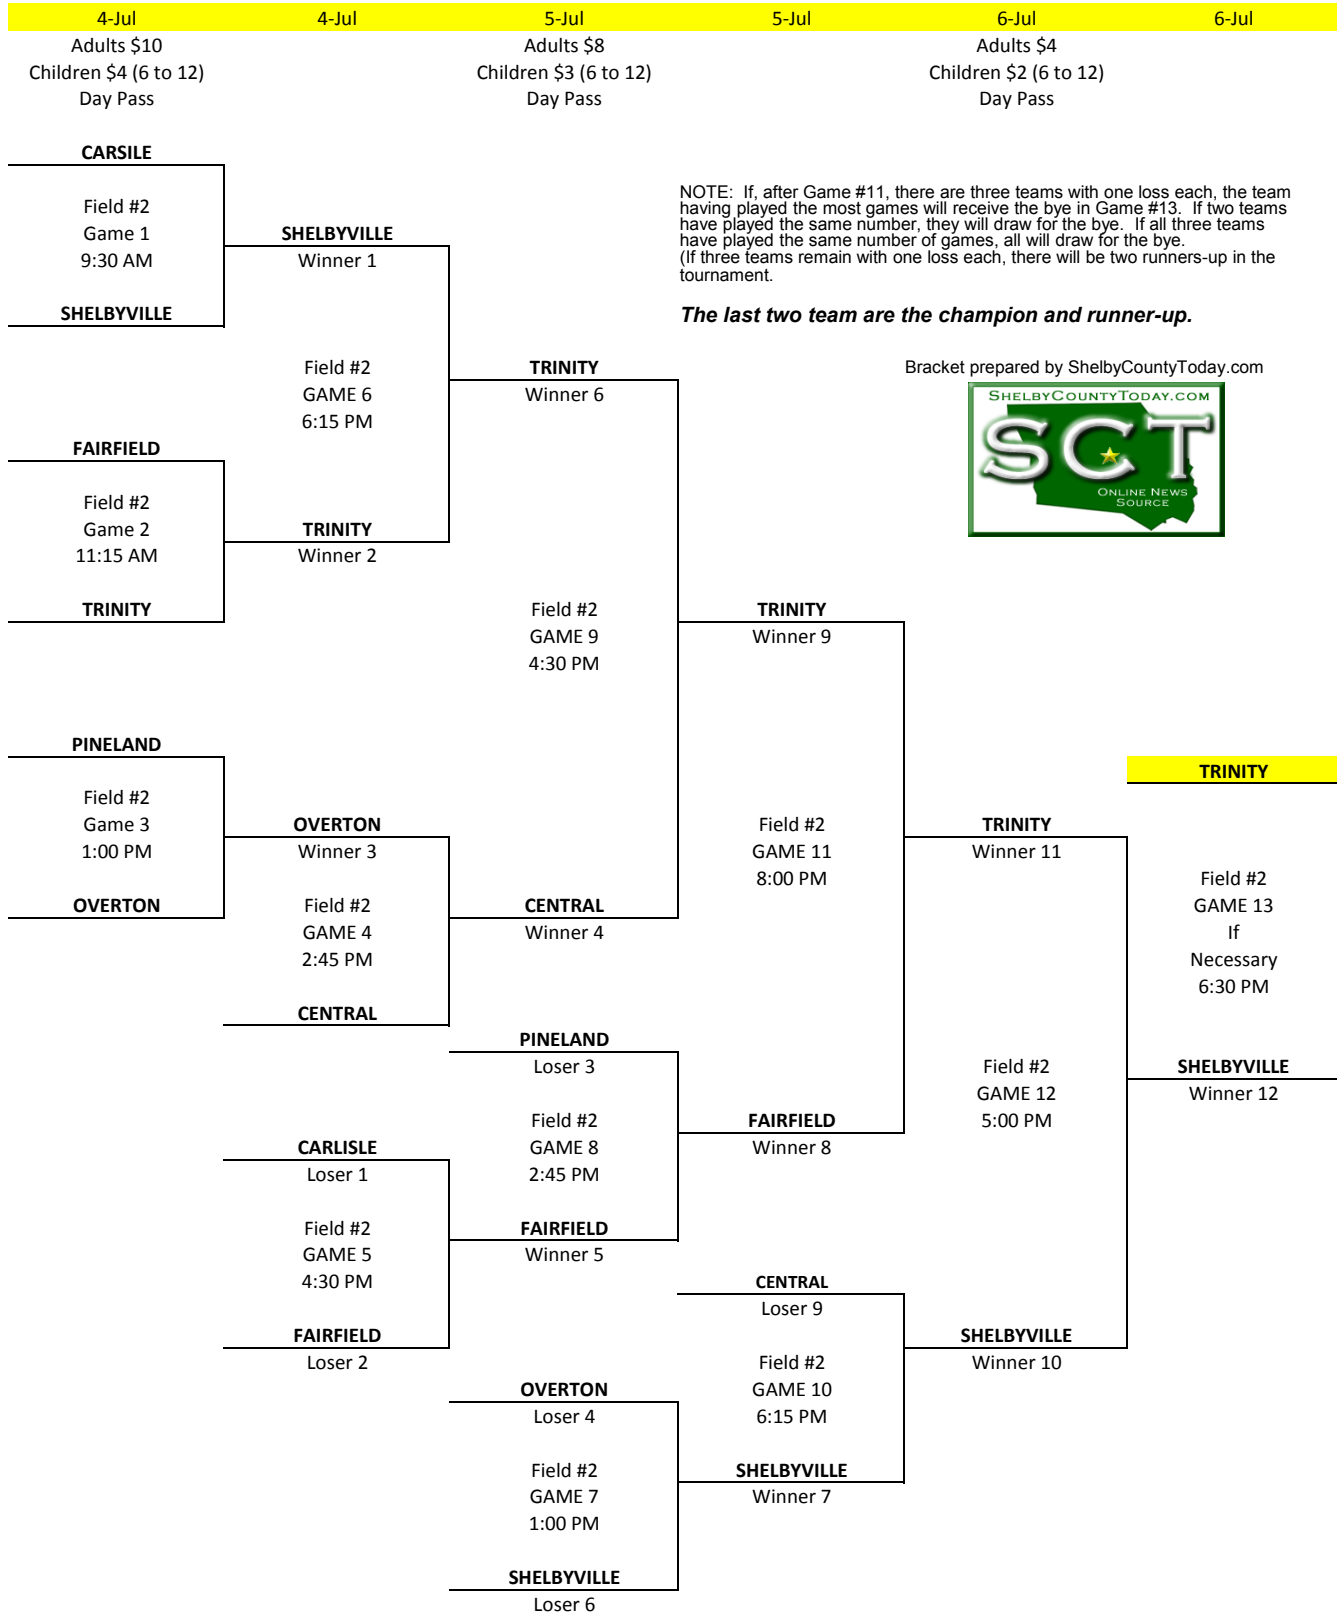 4-Jul 4-Jul 5-Jul 5-Jul 6-Jul 6-Jul
Adults $10 Adults $8 Adults $4
Children $4 (6 to 12) Children $3 (6 to 12) Children $2 (6 to 12)
Day Pass Day Pass Day Pass
CARSILE
Field #2
Game 1
9:30 AM
SHELBYVILLE
SHELBYVILLE
Winner 1
NOTE: If, after Game #11, there are three teams with one loss each, the team
having played the most games will receive the bye in Game #13. If two teams
have played the same number, they will draw for the bye. If all three teams
have played the same number of games, all will draw for the bye.
(If three teams remain with one loss each, there will be two runners-up in the
tournament.
The last two team are the champion and runner-up.
Bracket prepared by ShelbyCountyToday.com
SHELBYCOUNTYTODAY.COM
SCT
ONLINE NEWS
SOURCE
Field #2
GAME 6
6:15 PM
TRINITY
Winner 6
FAIRFIELD
Field #2
Game 2
11:15 AM
TRINITY
TRINITY
Winner 2
Field #2
GAME 9
4:30 PM
TRINITY
Winner 9
PINELAND
Field #2
Game 3
1:00 PM
OVERTON
OVERTON
Winner 3
Field #2
GAME 4
2:45 PM
CENTRAL
CENTRAL
Winner 4
Field #2
GAME 11
8:00 PM
TRINITY
Winner 11
TRINITY
Field #2
GAME 13
If
Necessary
6:30 PM
PINELAND
Loser 3
Field #2
GAME 8
2:45 PM
FAIRFIELD
Winner 8
Field #2
GAME 12
5:00 PM
SHELBYVILLE
Winner 12
CARLISLE
Loser 1
Field #2
GAME 5
4:30 PM
FAIRFIELD
Loser 2
FAIRFIELD
Winner 5
CENTRAL
Loser 9
Field #2
GAME 10
6:15 PM
SHELBYVILLE
Winner 10
OVERTON
Loser 4
Field #2
GAME 7
1:00 PM
SHELBYVILLE
Winner 7
SHELBYVILLE
Loser 6